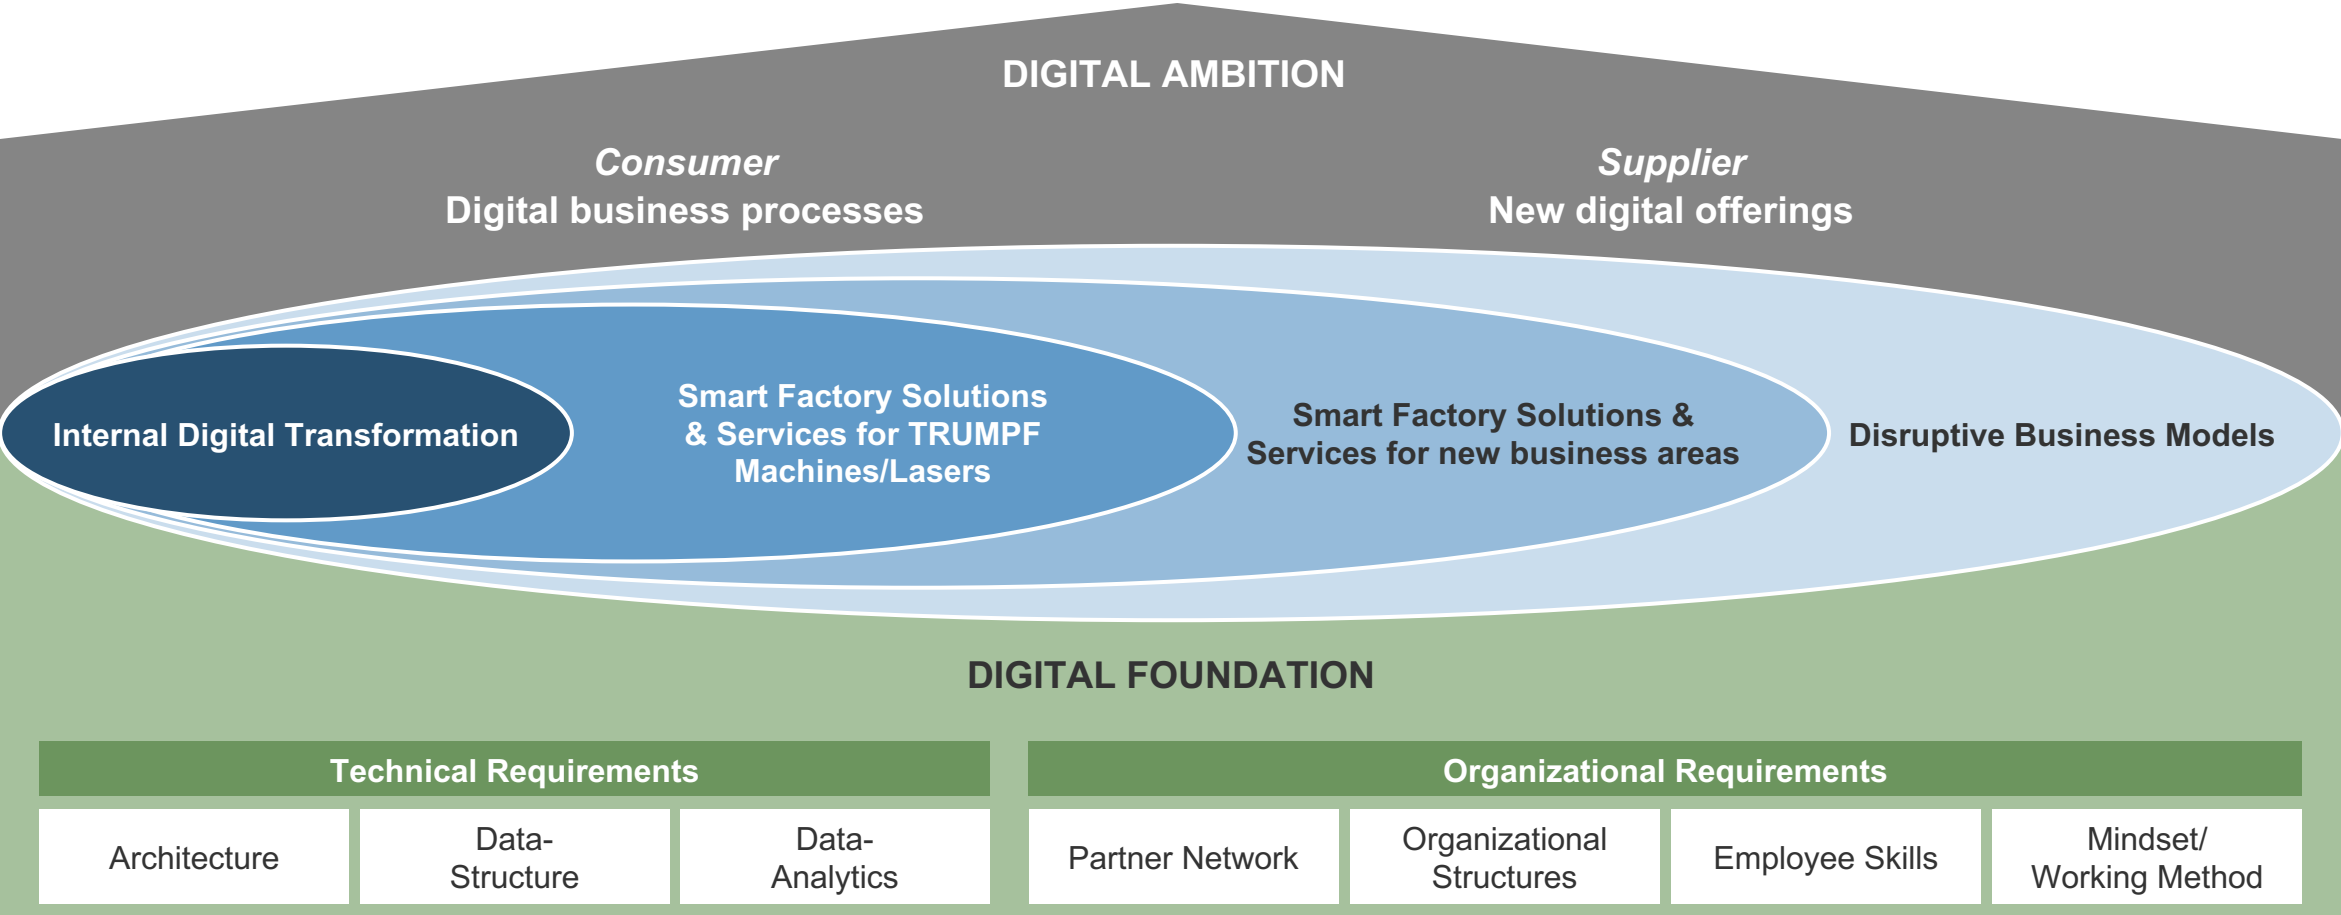 DIGITAL AMBITION
Consumer
Digital business processes
Supplier
New digital offerings
Internal Digital Transformation
Smart Factory Solutions
& Services for TRUMPF
Machines/Lasers
Smart Factory Solutions &
Services for new business areas
Disruptive Business Models
DIGITAL FOUNDATION
Technical Requirements
Architecture
Data-
Structure
Data-
Analytics
Organizational Requirements
Partner Network
Organizational
Structures
Employee Skills
Mindset/
Working Method